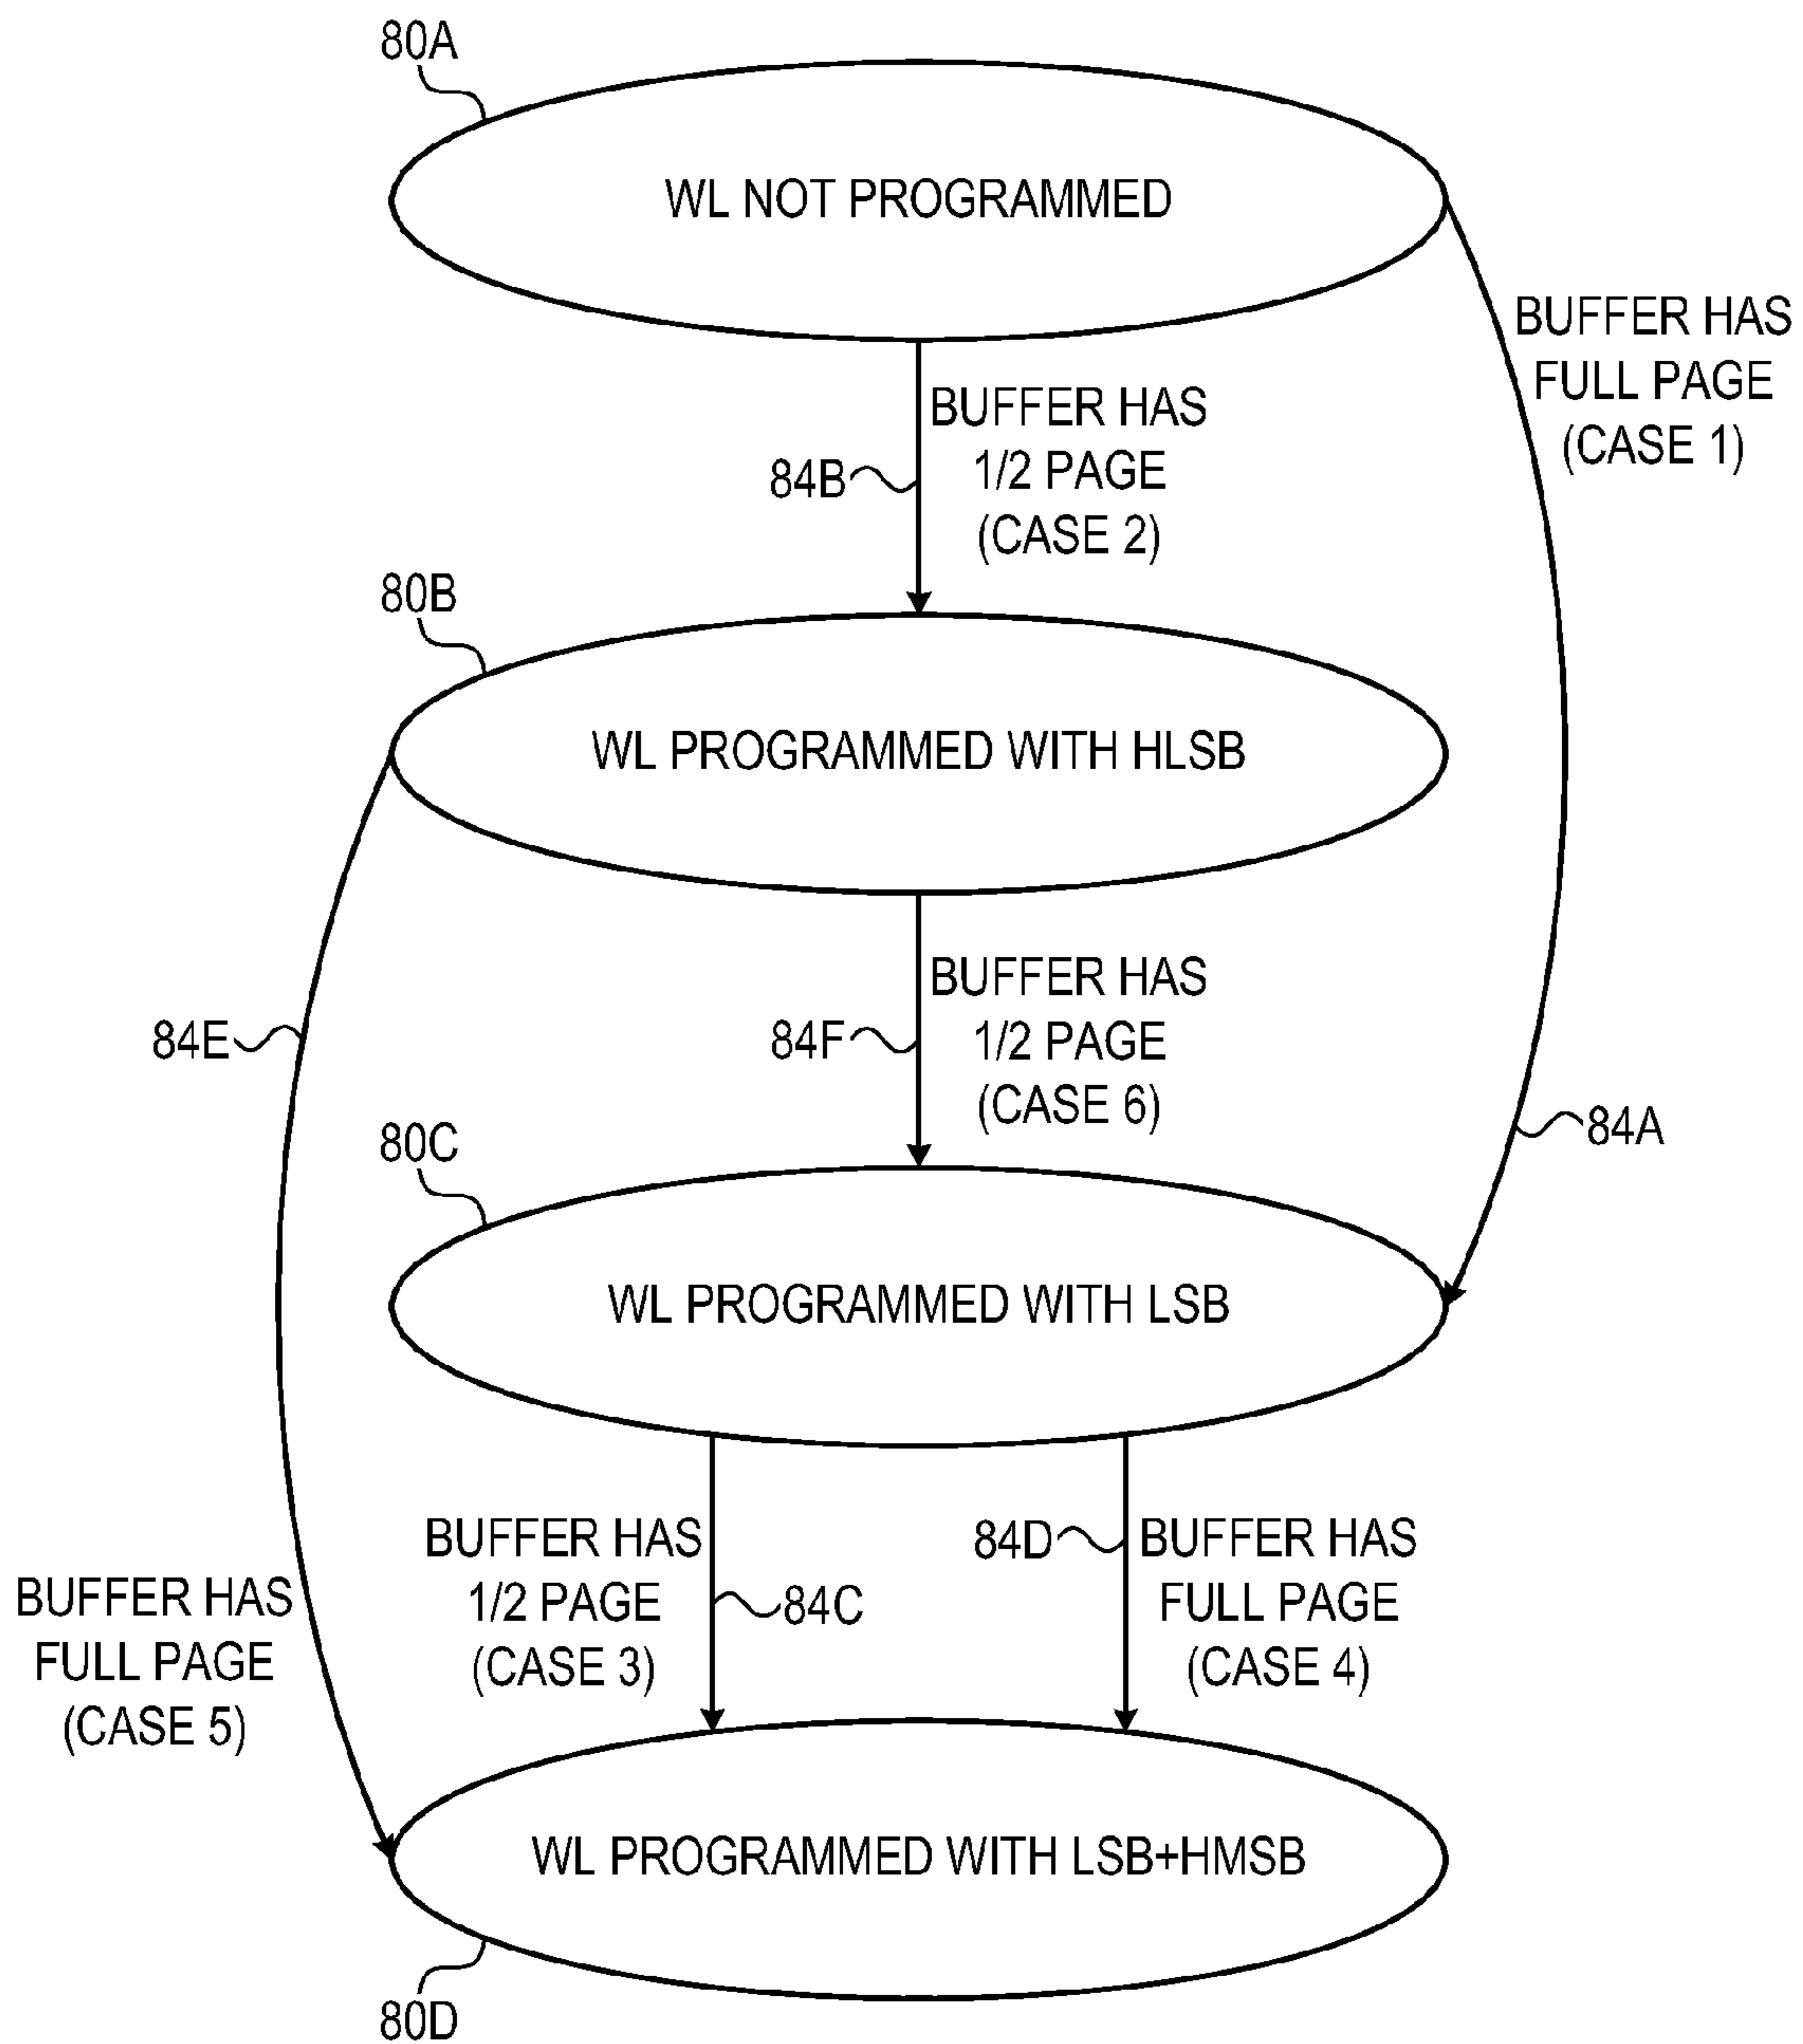 80A
WL NOT PROGRAMMED
BUFFER HAS
FULL PAGE
(CASE 1)
BUFFER HAS
1/2 PAGE
(CASE 2)
84B
80B
WL PROGRAMMED WITH HLSB
84E
84F
BUFFER HAS
1/2 PAGE
(CASE 6)
84A
80C
WL PROGRAMMED WITH LSB
BUFFER HAS
1/2 PAGE
(CASE 3)
84C
84D
BUFFER HAS
FULL PAGE
(CASE 4)
BUFFER HAS
FULL PAGE
(CASE 5)
WL PROGRAMMED WITH LSB+HMSB
80D